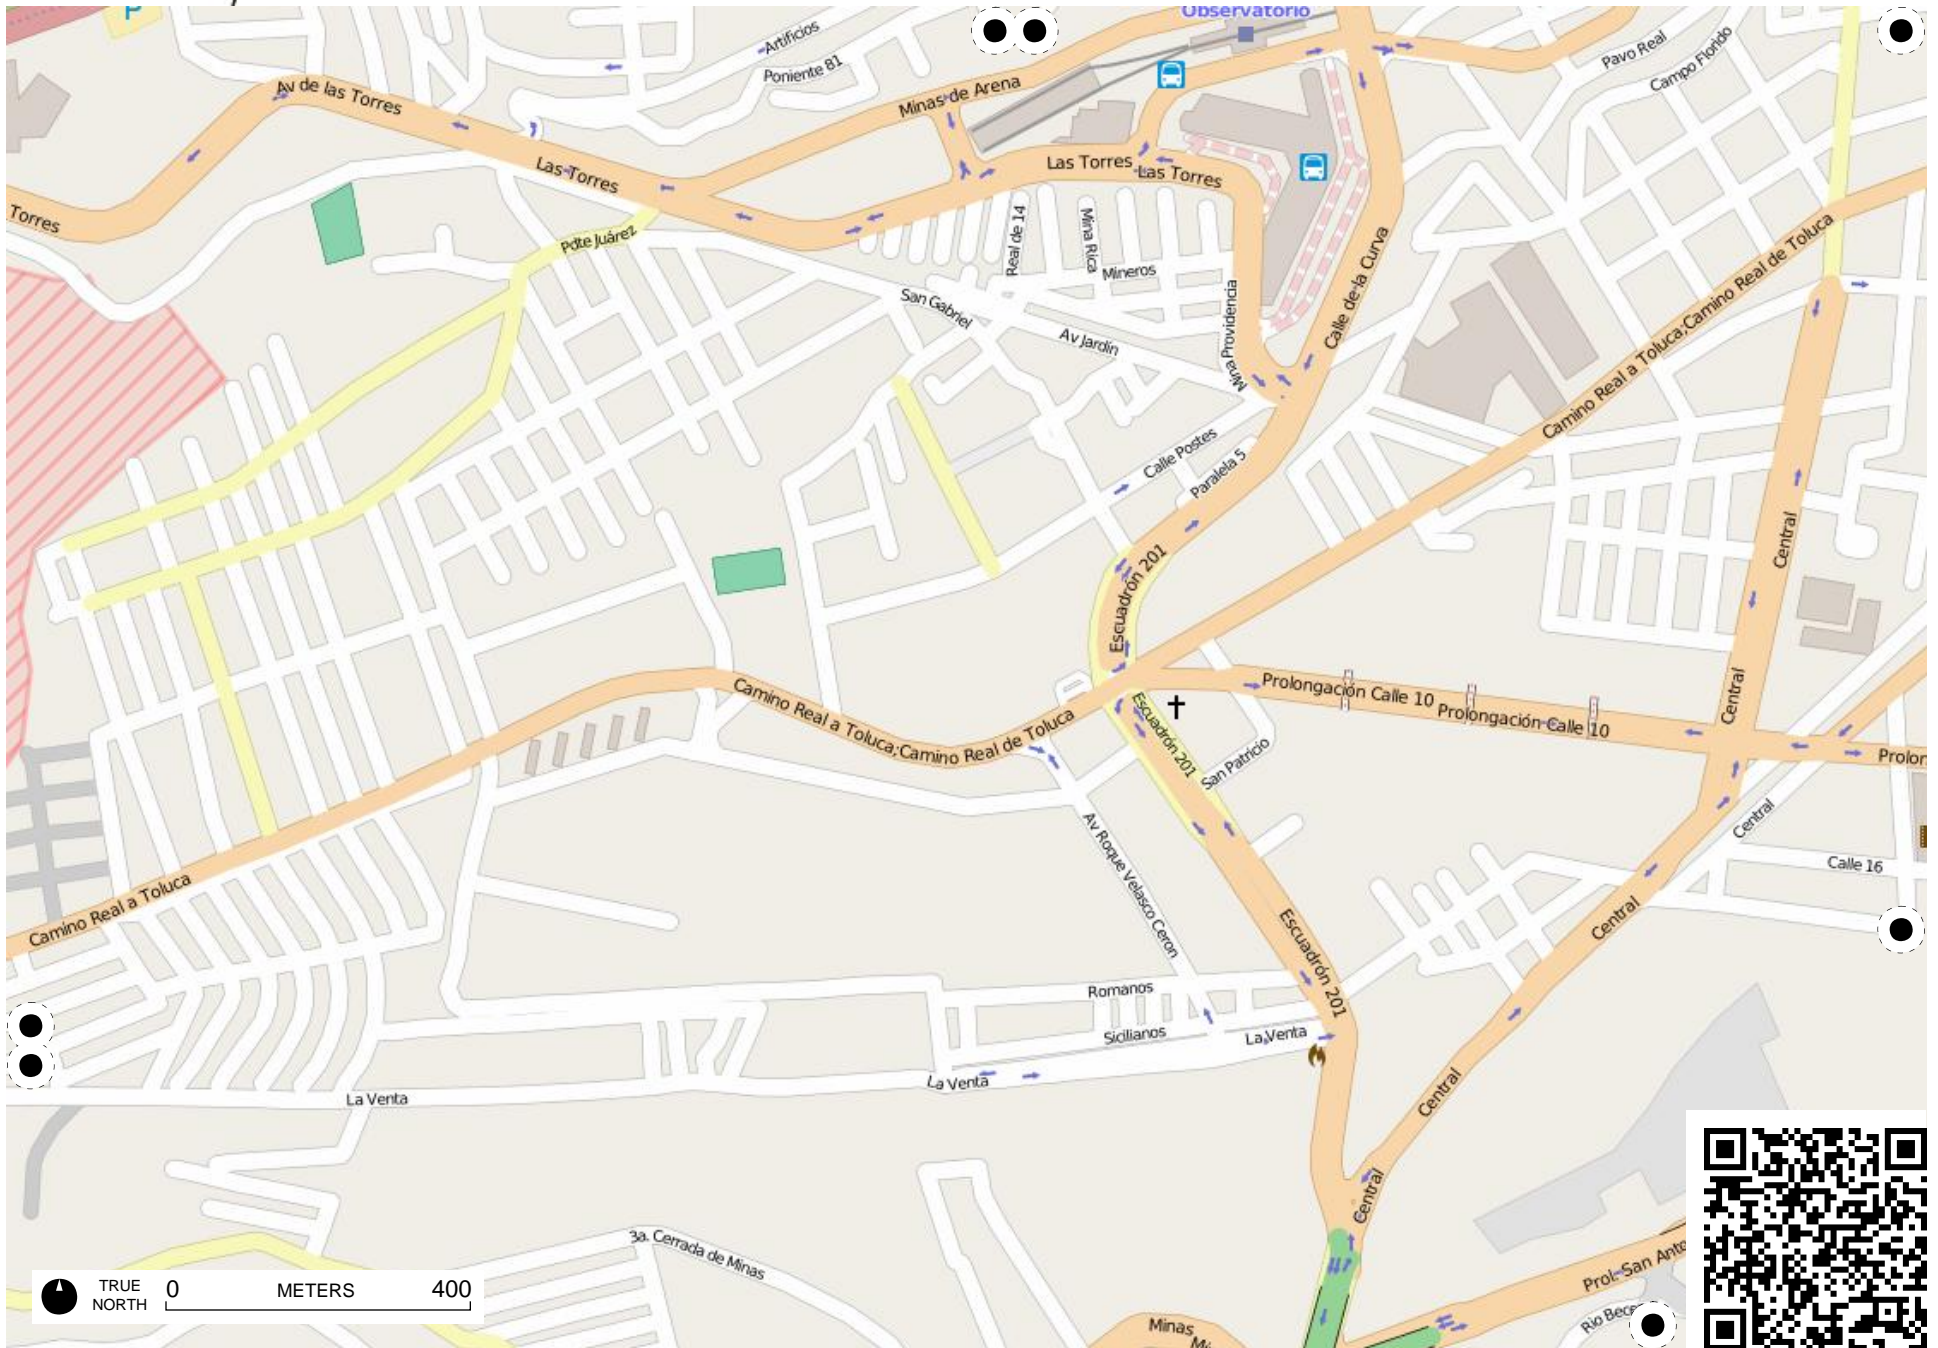 P
Observatorio
Artificios
Poniente 81
Pavo Real
Campo Florido
Av de las Torres
Minas de Arena
Las Torres
Las Torres
Las Torres
Torres
Pdte Juárez
Real de 14
Mina Rica
Mineros
San Gabriel
Av Jardín
Mina Providencia
Calle de la Curva
Camino Real a Toluca;Camino Real de Toluca
Calle Postes
Paralela 5
Escuadrón 201
Central
Prolongación Calle 10
Prolongación Calle 10
Central
Prolon
Camino Real a Toluca;Camino Real de Toluca
Escuadrón 201
San Patricio
Av Roque Velasco Ceron
Central
Calle 16
Camino Real a Toluca
Escuadrón 201
Central
Romanos
Sicilianos
La Venta
La Venta
La Venta
Central
Central
3a. Cerrada de Minas
Prol. San Anto
Rio Bece
Minas
TRUE
NORTH
0 METERS 400